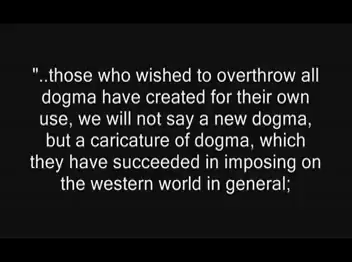 "..those who wished to overthrow all
dogma have created for their own
use, we will not say a new dogma,
but a caricature of dogma, which
they have succeeded in imposing on
the western world in general;